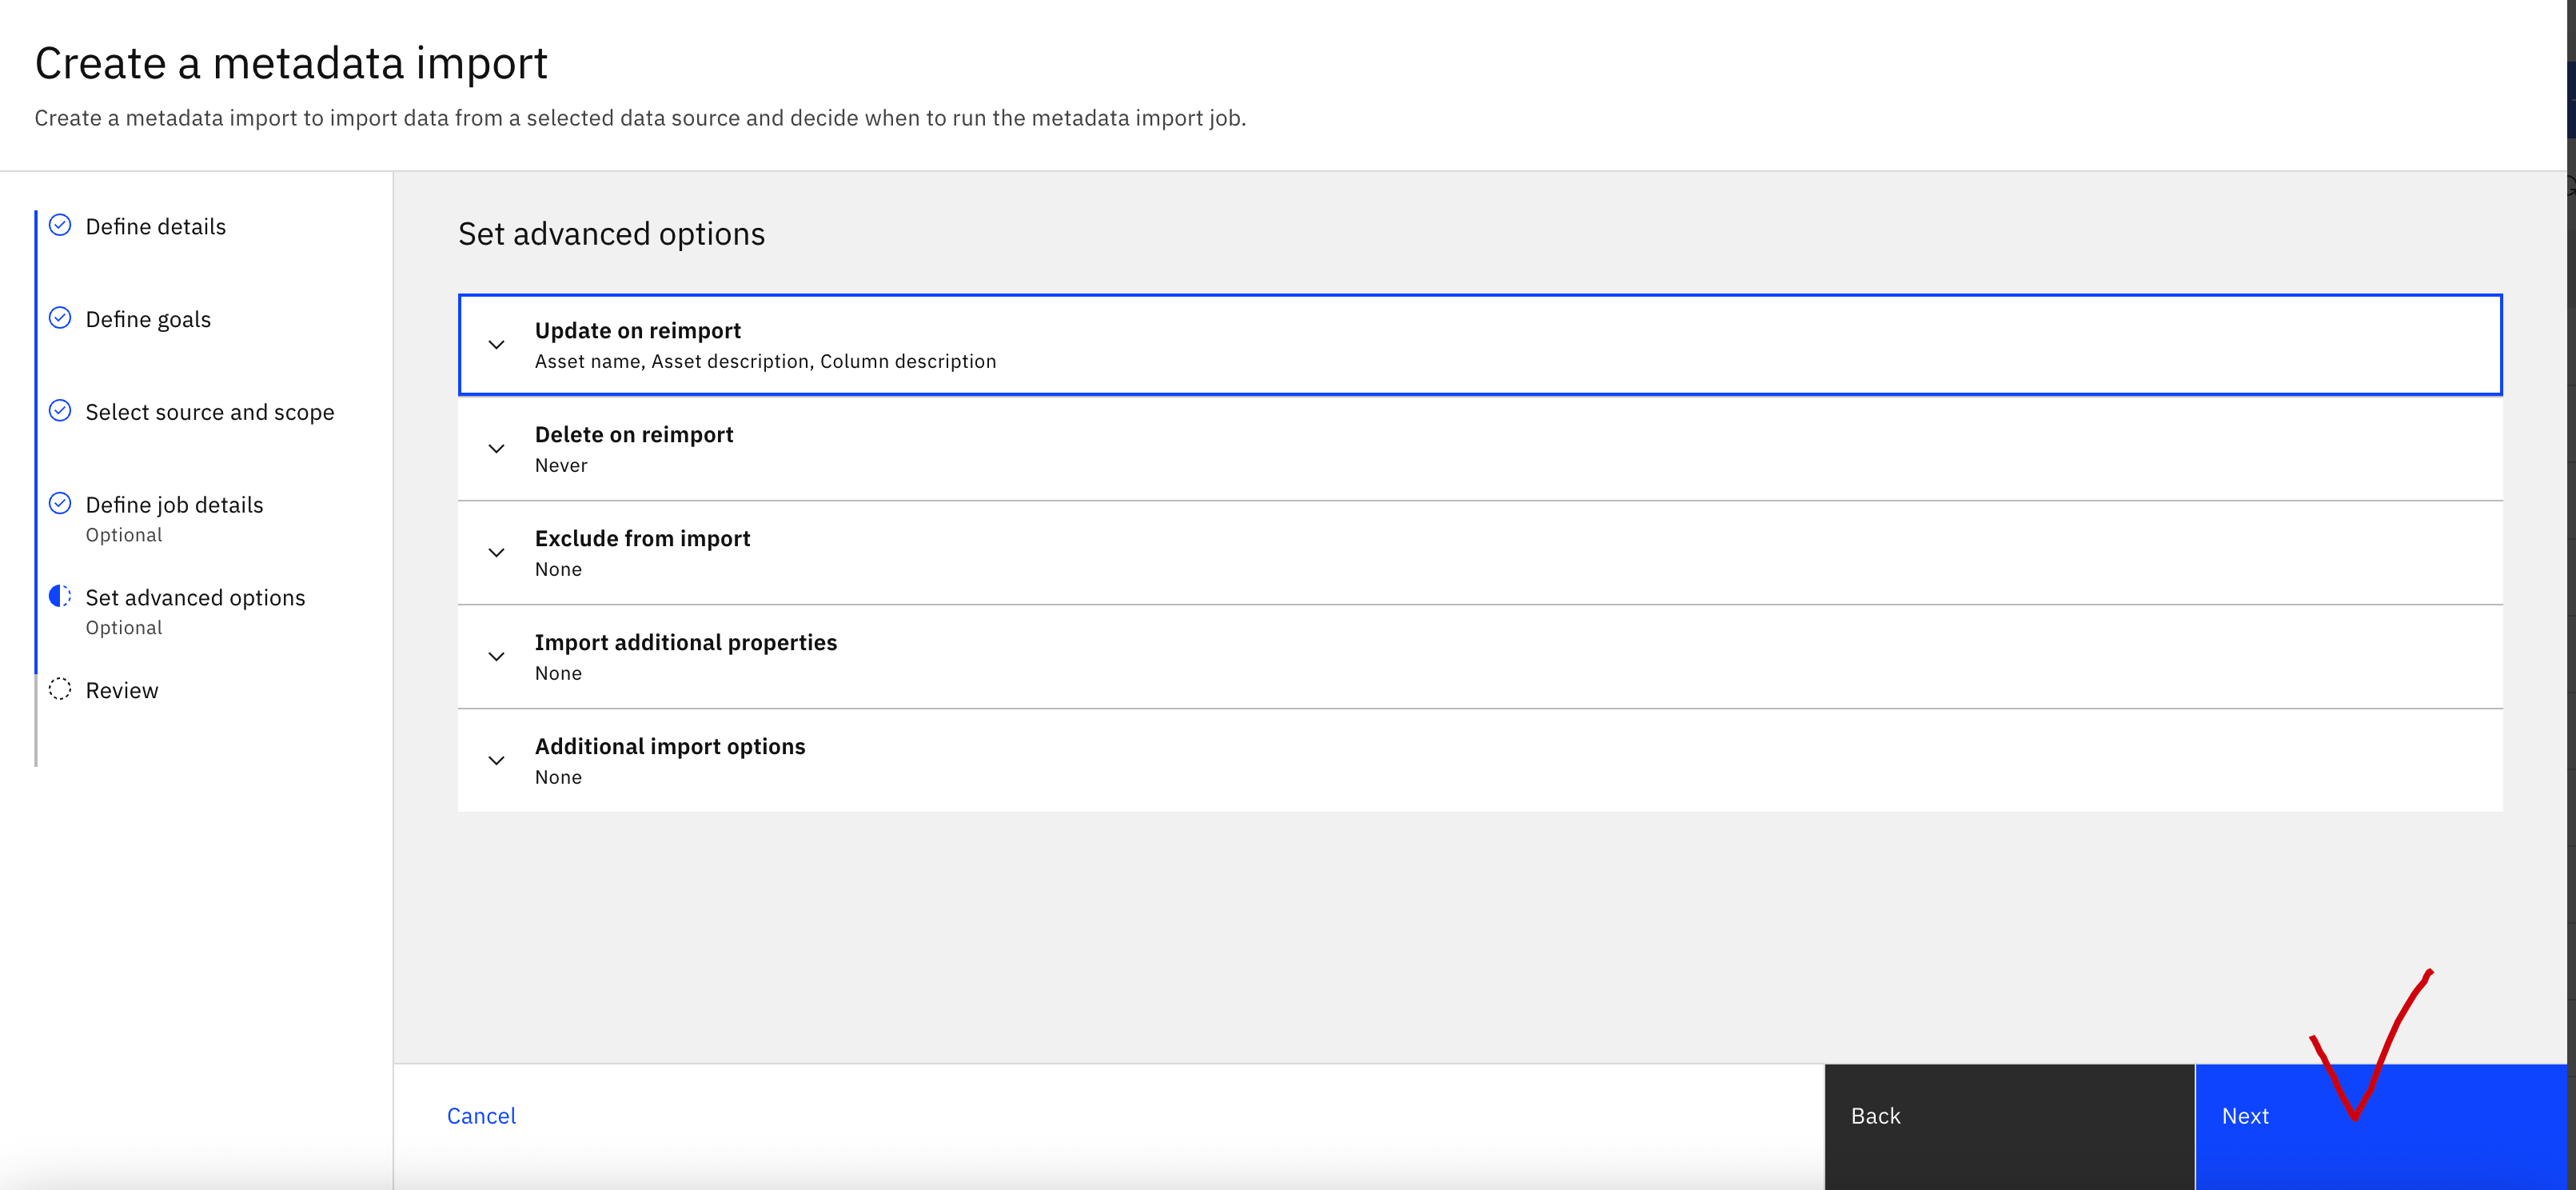 Create a metadata import
Create a metadata import to import data from a selected data source and decide when to run the metadata import job.
Define details
Define goals
Select source and scope
Define job details
Optional
Set advanced options
Optional
Review
Set advanced options
Update on reimport
Asset name, Asset description, Column description
Delete on reimport
Never
Exclude from import
None
Import additional properties
None
Additional import options
None
Cancel
Back
Next